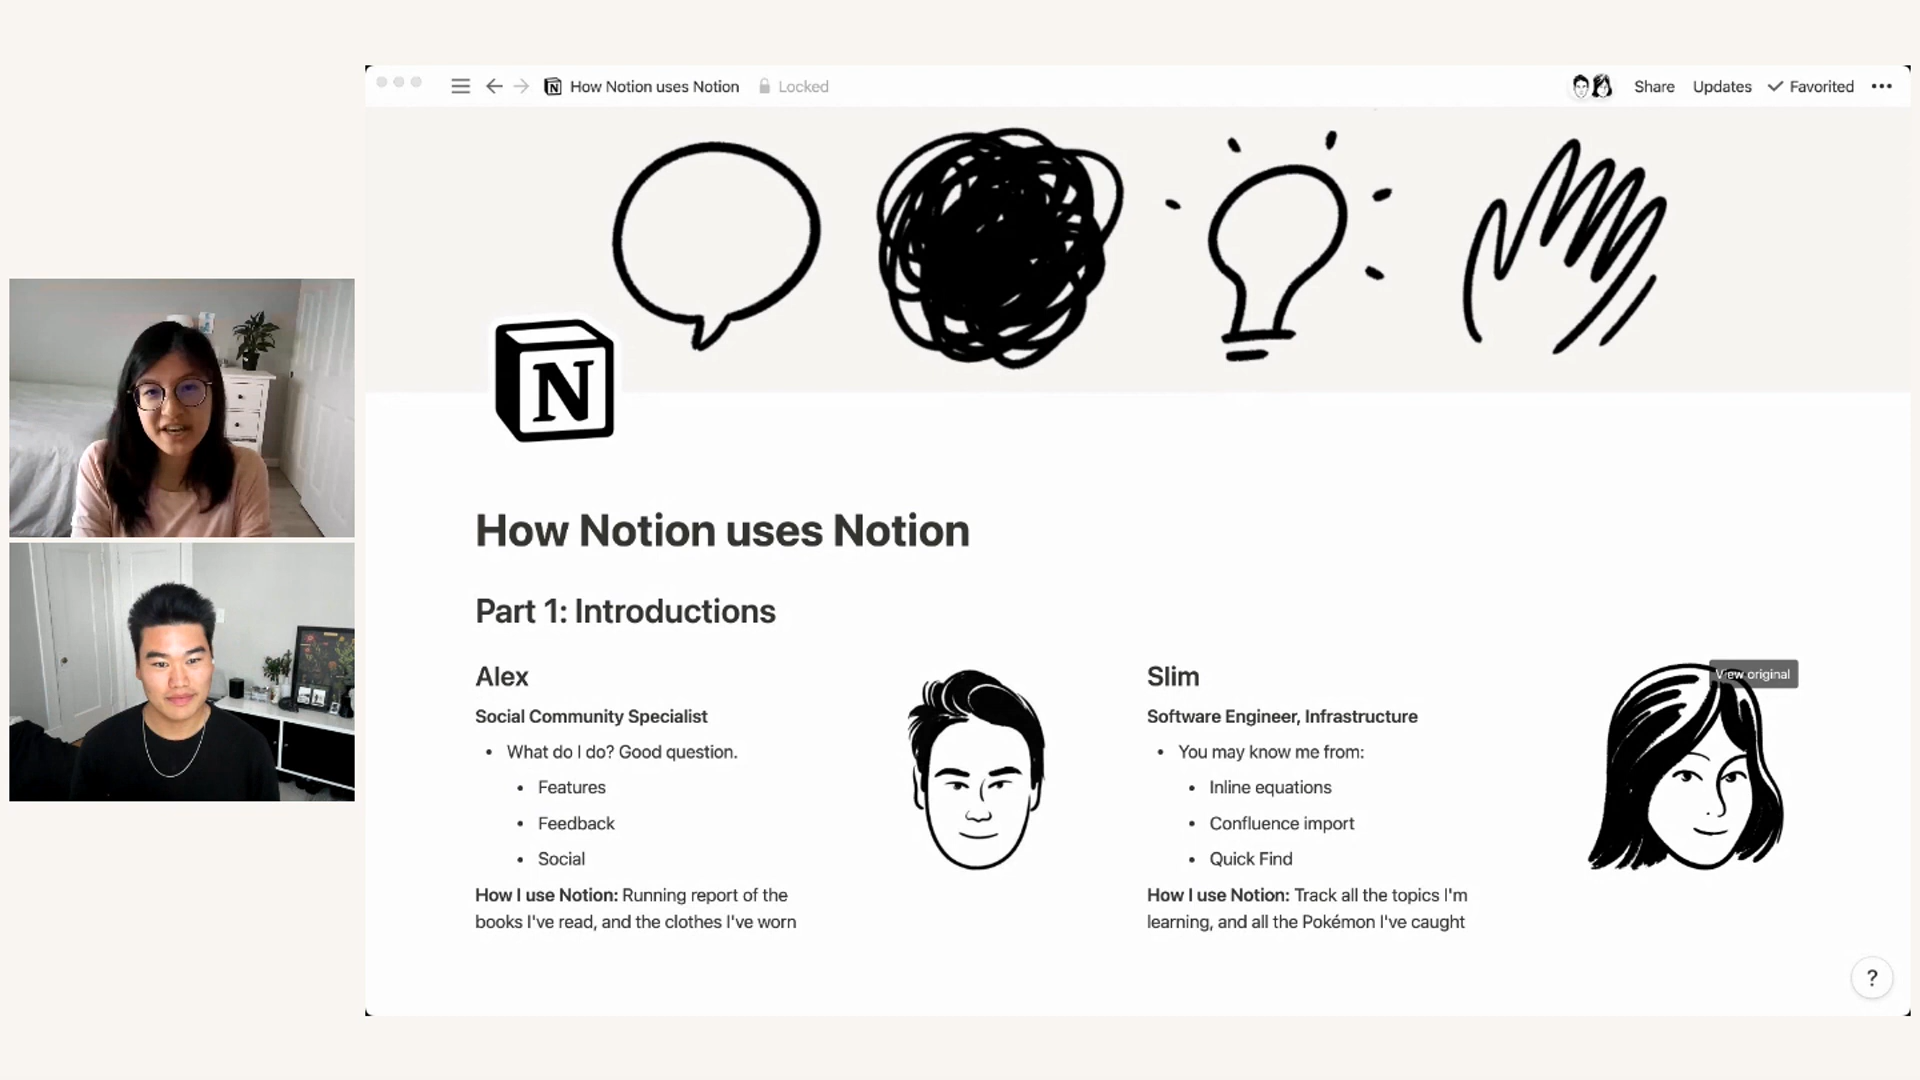 How Notion uses Notion Locked Share Updates Favorited
N
How Notion uses Notion
Part 1: Introductions
Alex
Social Community Specialist
• What do I do? Good question.
• Features
• Feedback
• Social
How I use Notion: Running report of the
books I've read, and the clothes I've worn
Slim
Software Engineer, Infrastructure
• You may know me from:
• Inline equations
• Confluence import
• Quick Find
How I use Notion: Track all the topics I'm
learning, and all the Pokémon I've caught
View original
?